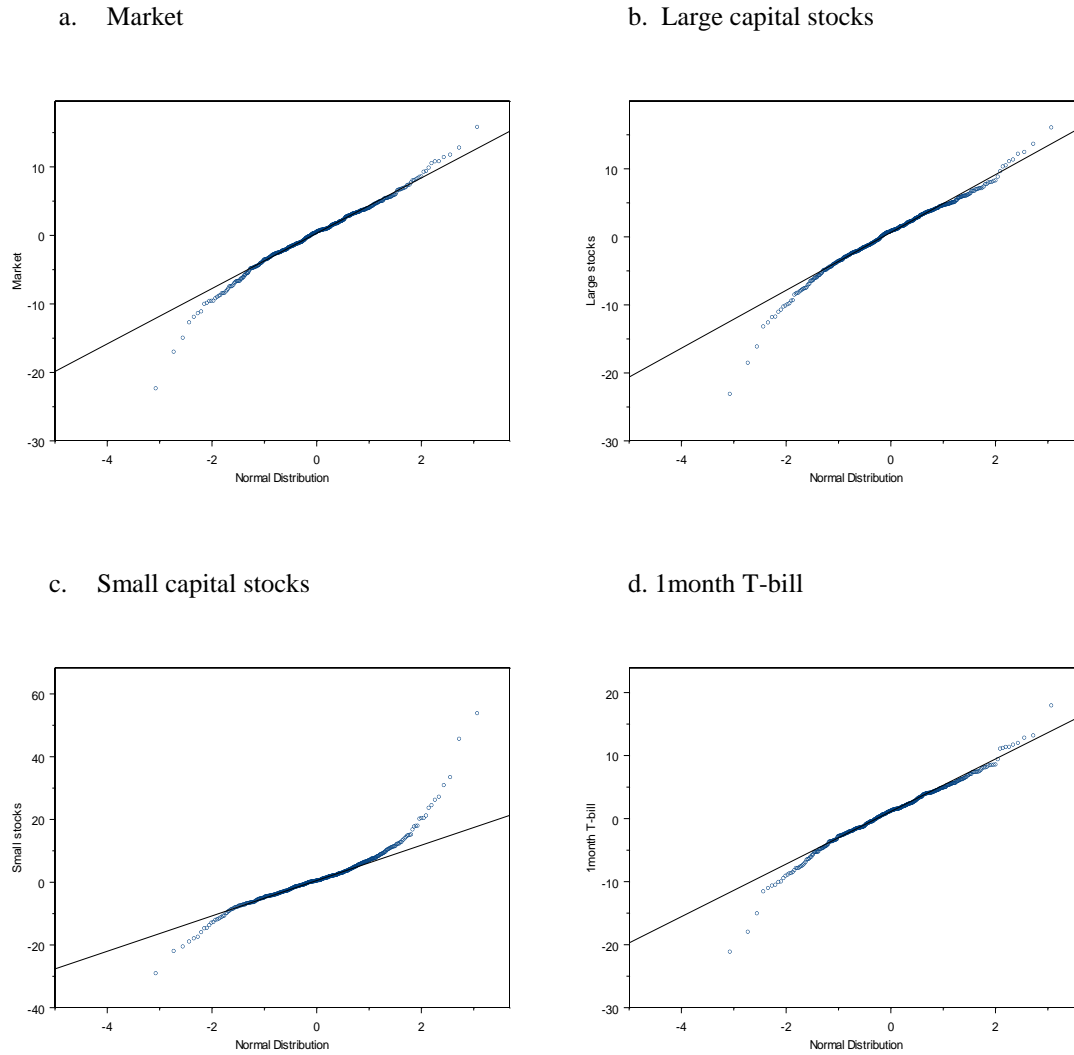 a. Market
b. Large capital stocks
Market
10
0
-10
-20
-30
-4 -2 0 2
Normal Distribution
Large stocks
10
0
-10
-20
-30
-4 -2 0 2
Normal Distribution
c. Small capital stocks
d. 1month T-bill
Small stocks
60
40
20
0
-20
-40
-4 -2 0 2
Normal Distribution
1month T-bill
20
10
0
-10
-20
-30
-4 -2 0 2
Normal Distribution